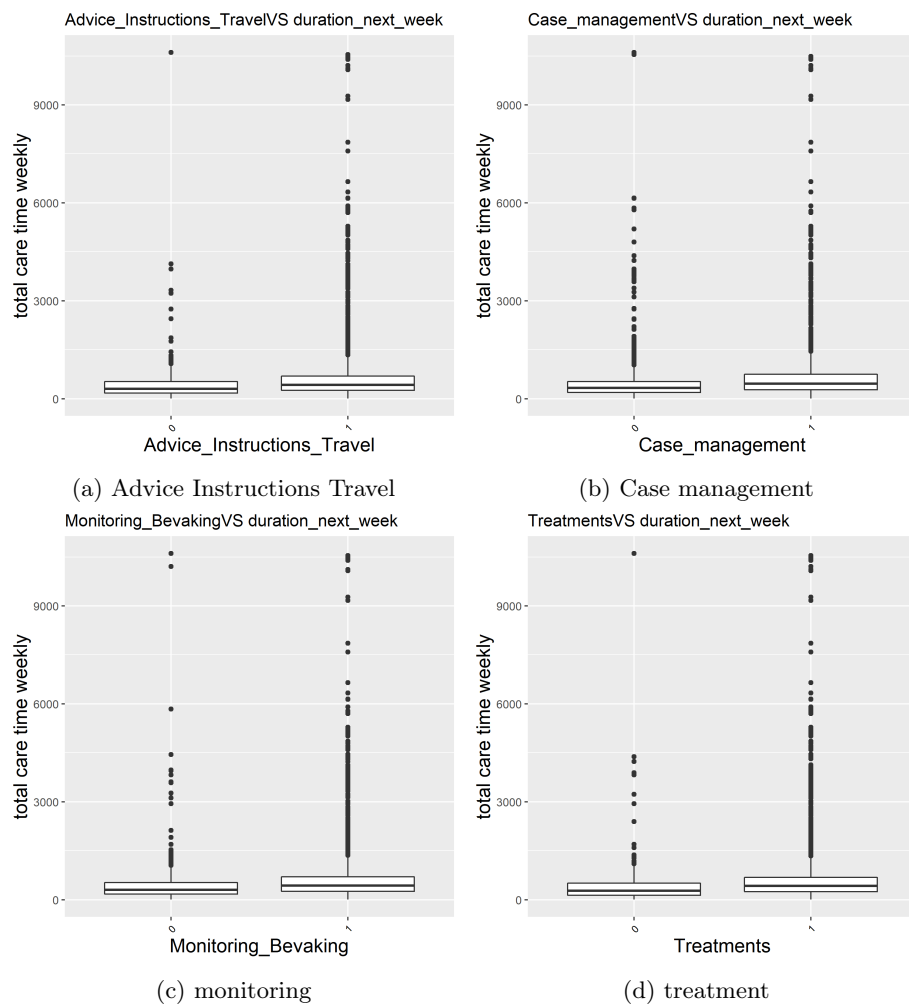 Advice_Instructions_TravelVS duration_next_week
total care time weekly
9000
6000
3000
0
0
1
Advice_Instructions_Travel
(a) Advice Instructions Travel
Case_managementVS duration_next_week
total care time weekly
9000
6000
3000
0
0
1
Case_management
(b) Case management
Monitoring_BevakingVS duration_next_week
total care time weekly
9000
6000
3000
0
0
1
Monitoring_Bevaking
(c) monitoring
TreatmentsVS duration_next_week
total care time weekly
9000
6000
3000
0
0
1
Treatments
(d) treatment